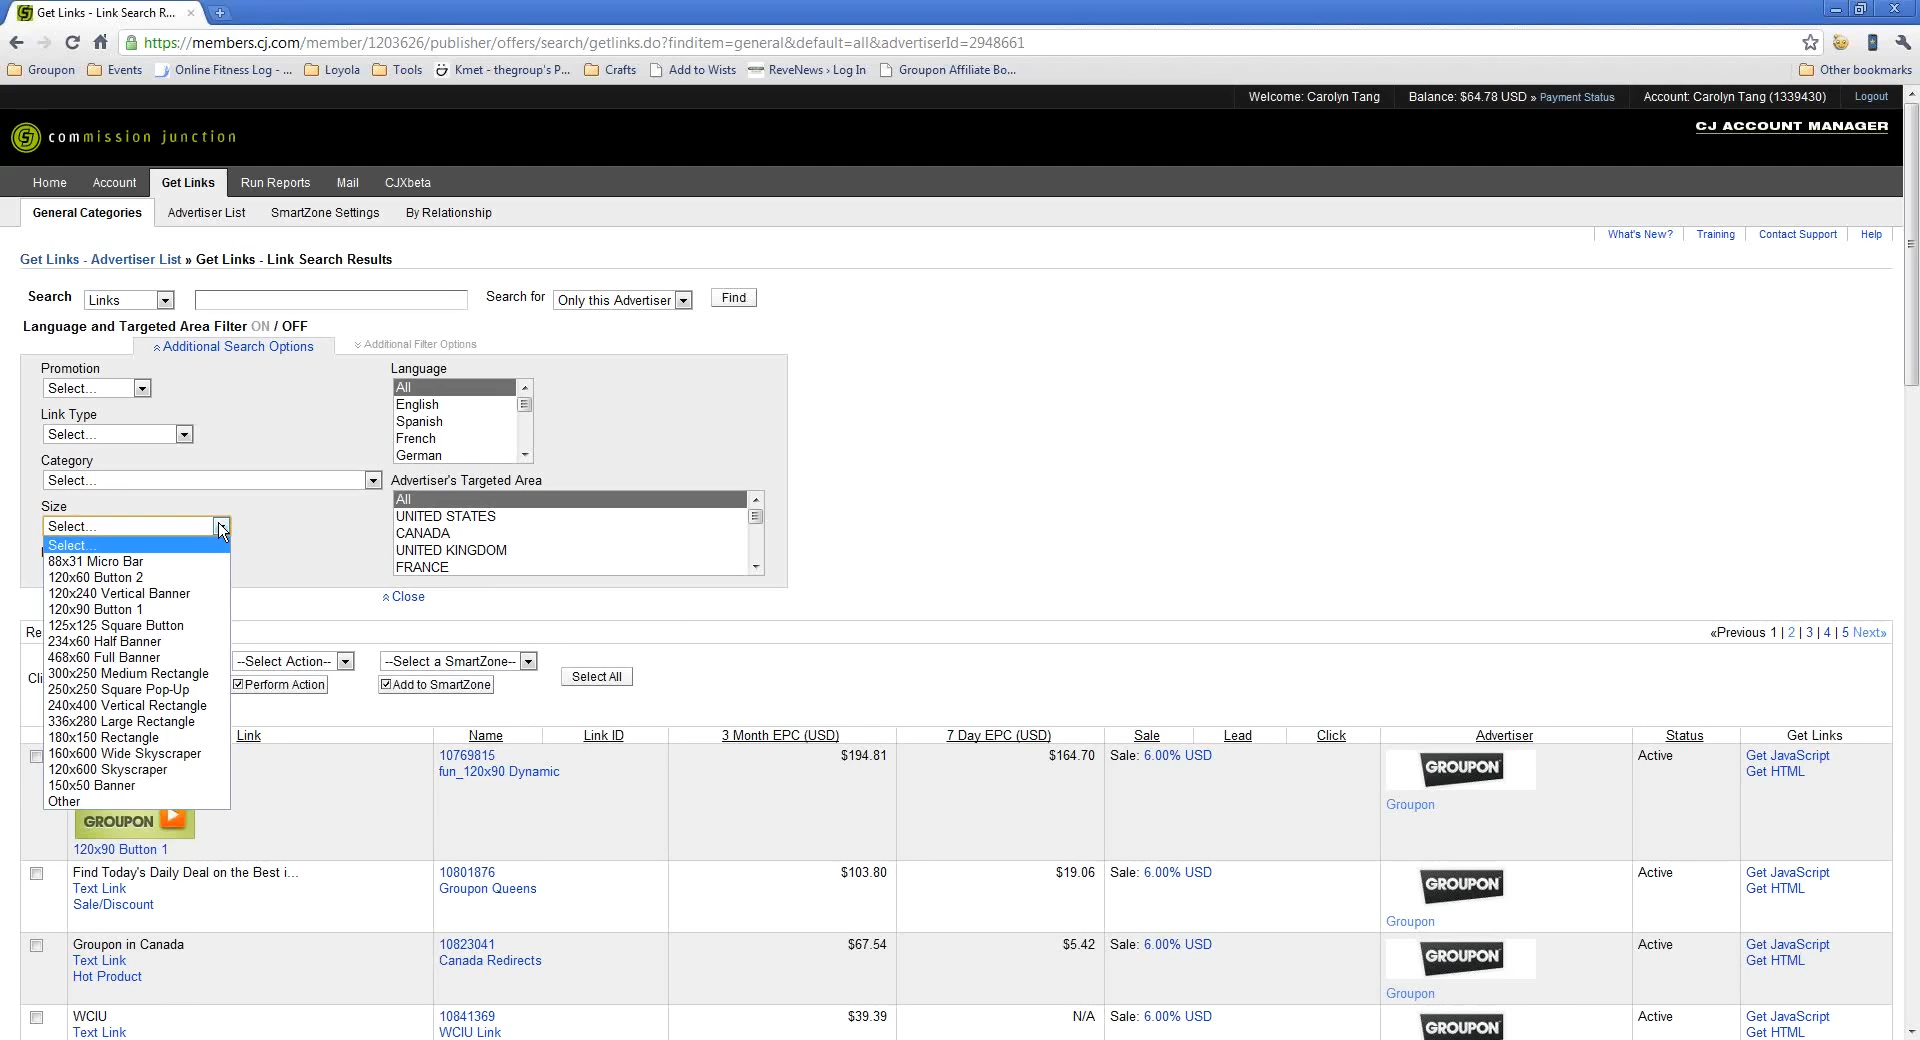 Get Links - Link Search R...
https://members.cj.com/member/1203626/publisher/offers/search/getlinks.do?finditem=general&default=all&advertiserId=2948661
Groupon Events Online Fitness Log - ... Loyola Tools Kmet - thegroup's P... Crafts Add to Wists ReveNews › Log In Groupon Affiliate Bo... Other bookmarks
Welcome: Carolyn Tang Balance: $64.78 USD » Payment Status Account: Carolyn Tang (1339430) Logout
commission junction
CJ ACCOUNT MANAGER
Home Account Get Links Run Reports Mail CJXbeta
General Categories Advertiser List SmartZone Settings By Relationship
What's New? Training Contact Support Help
Get Links - Advertiser List » Get Links - Link Search Results
Search Links Search for Only this Advertiser Find
Language and Targeted Area Filter ON / OFF
Additional Search Options Additional Filter Options
Promotion
Select...
Link Type
Select...
Category
Select...
Size
Select...
Select...
88x31 Micro Bar
120x60 Button 2
120x240 Vertical Banner
120x90 Button 1
125x125 Square Button
234x60 Half Banner
468x60 Full Banner
300x250 Medium Rectangle
250x250 Square Pop-Up
240x400 Vertical Rectangle
336x280 Large Rectangle
180x150 Rectangle
160x600 Wide Skyscraper
120x600 Skyscraper
150x50 Banner
Other
Language
All
English
Spanish
French
German
Advertiser's Targeted Area
All
UNITED STATES
CANADA
UNITED KINGDOM
FRANCE
Close
«Previous 1 | 2 | 3 | 4 | 5 Next»
--Select Action-- --Select a SmartZone-- Select All
Perform Action Add to SmartZone
Link Name Link ID 3 Month EPC (USD) 7 Day EPC (USD) Sale Lead Click Advertiser Status Get Links
10769815 $194.81 $164.70 Sale: 6.00% USD GROUPON Active Get JavaScript
fun_120x90 Dynamic Get HTML
Groupon
GROUPON
120x90 Button 1
Find Today's Daily Deal on the Best i... 10801876 $103.80 $19.06 Sale: 6.00% USD GROUPON Active Get JavaScript
Text Link Groupon Queens Get HTML
Sale/Discount
Groupon
Groupon in Canada 10823041 $67.54 $5.42 Sale: 6.00% USD GROUPON Active Get JavaScript
Text Link Canada Redirects Get HTML
Hot Product
Groupon
WCIU 10841369 $39.39 N/A Sale: 6.00% USD GROUPON Active Get JavaScript
Text Link WCIU Link Get HTML